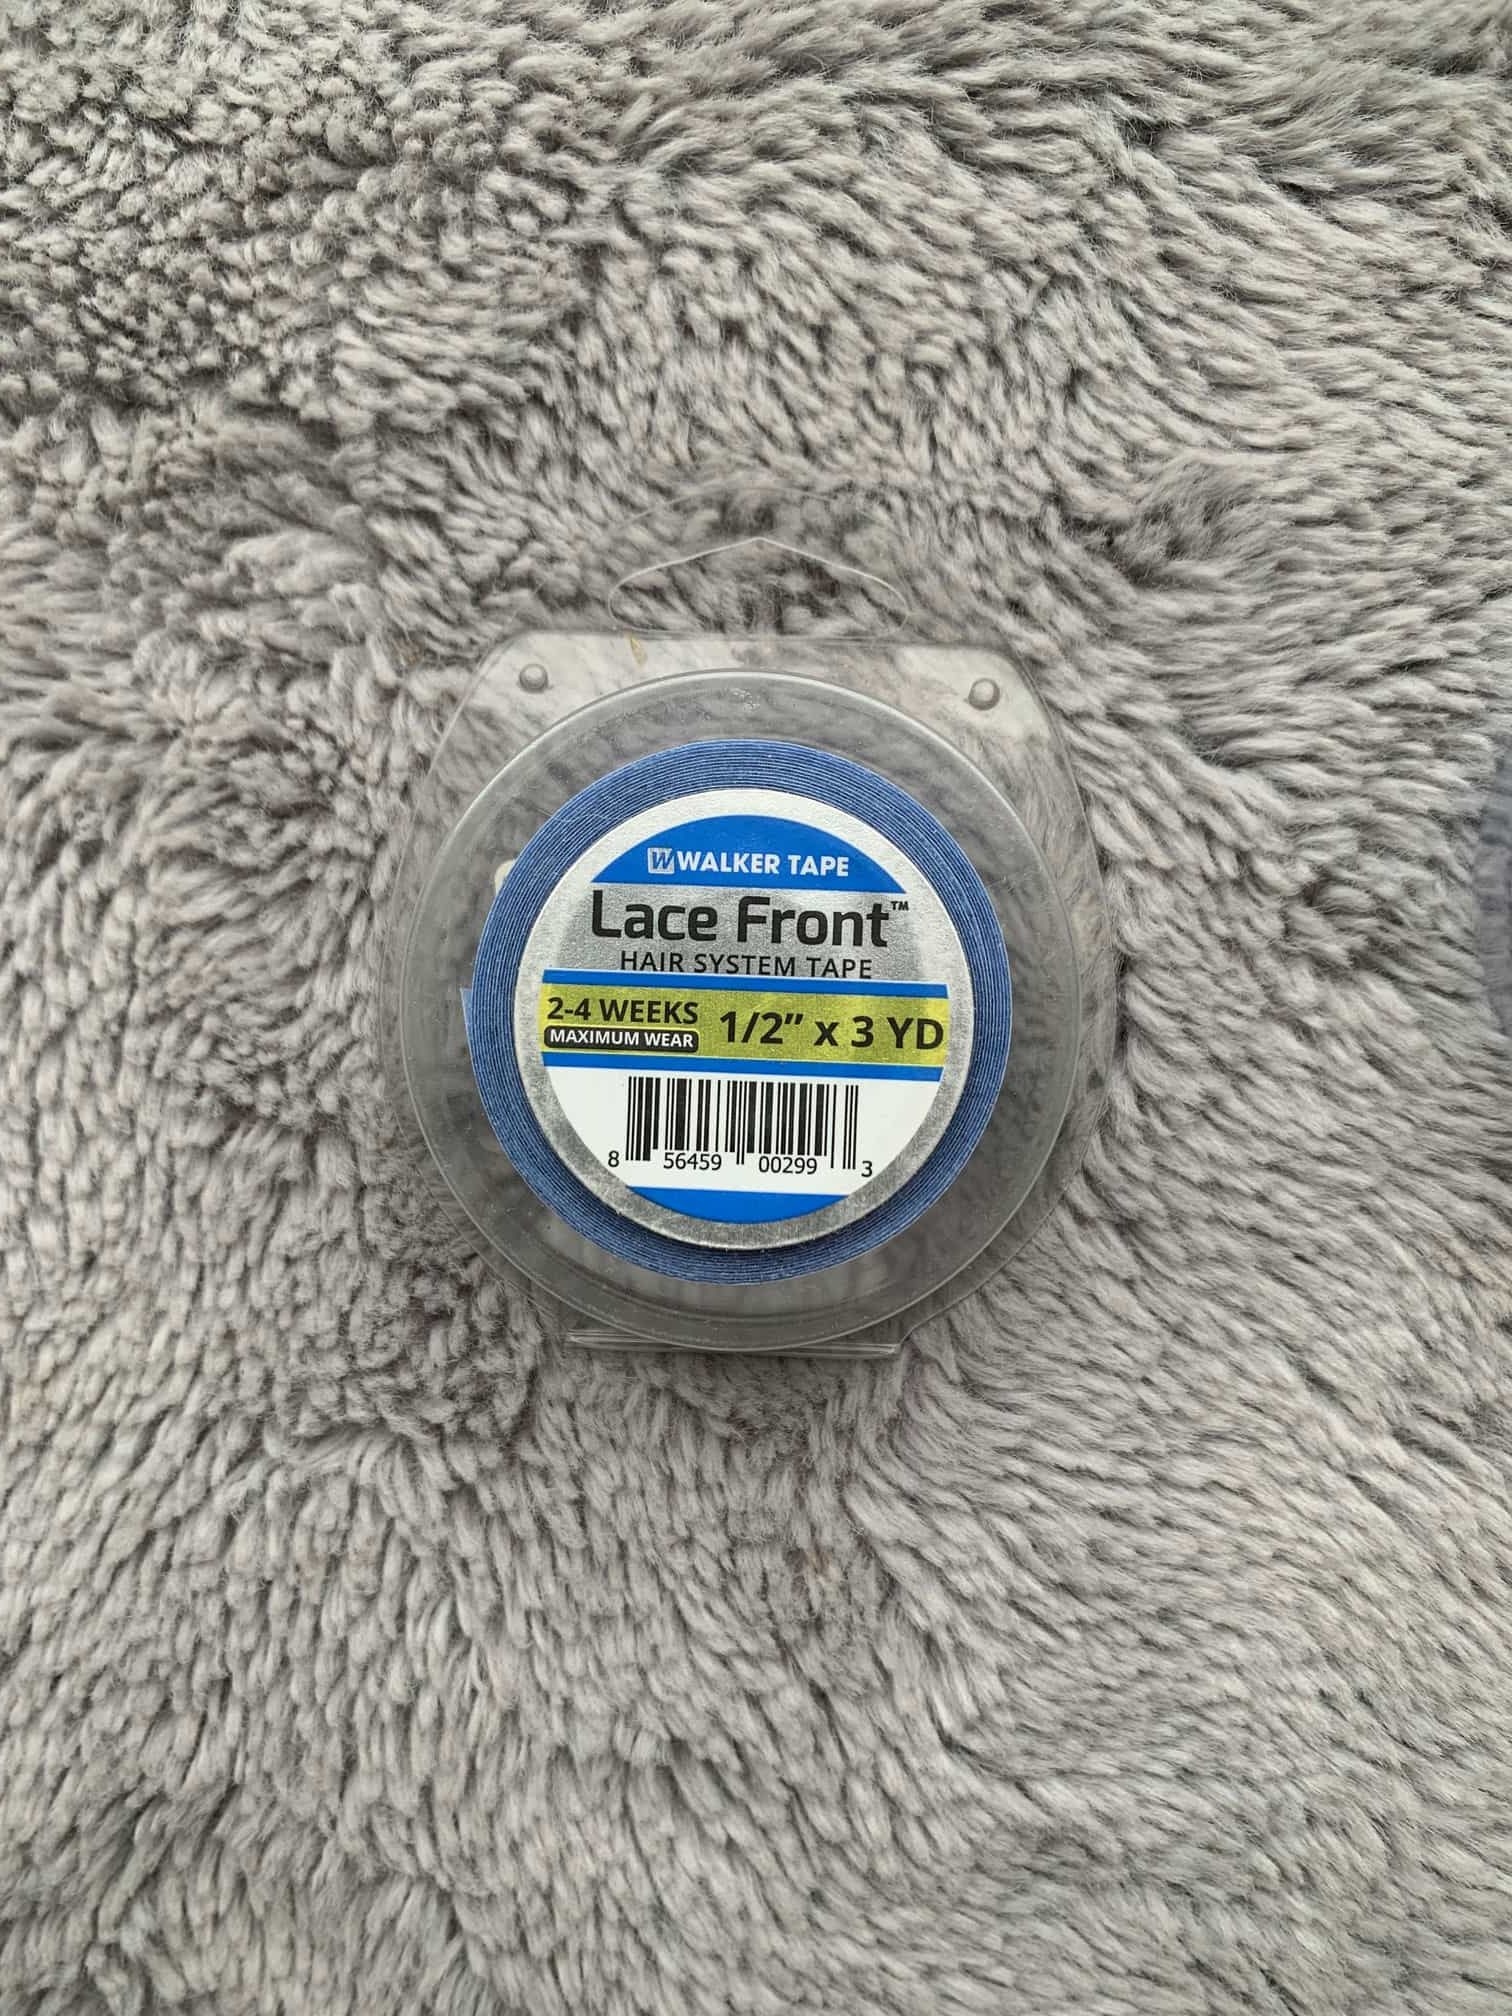 W WALKER TAPE
Lace Front™
HAIR SYSTEM TAPE
2-4 WEEKS
MAXIMUM WEAR
1/2” x 3 YD
8 56459 00299 3